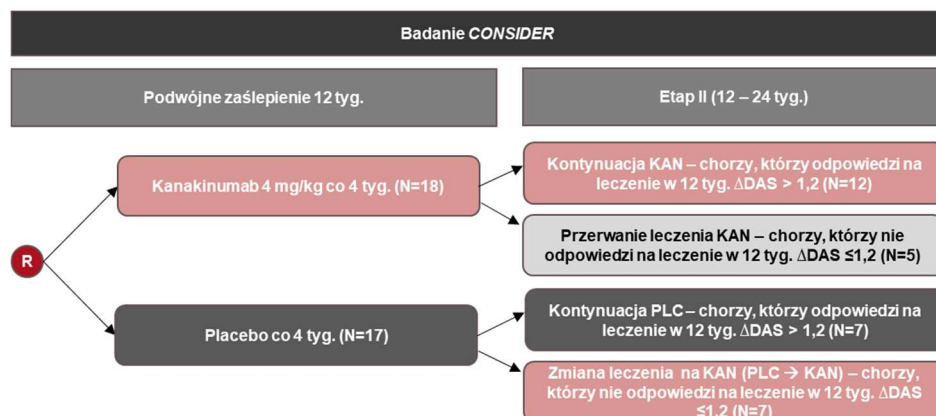 Badanie CONSIDER
Podwójne zaślepienie 12 tyg.
Etap II (12 – 24 tyg.)
Kanakinumab 4 mg/kg co 4 tyg. (N=18)
Kontynuacja KAN – chorzy, którzy odpowiedzi na
leczenie w 12 tyg. ΔDAS > 1,2 (N=12)
Przerwanie leczenia KAN – chorzy, którzy nie
odpowiedzi na leczenie w 12 tyg. ΔDAS ≤1,2 (N=5)
R
Placebo co 4 tyg. (N=17)
Kontynuacja PLC – chorzy, którzy odpowiedzi na
leczenie w 12 tyg. ΔDAS > 1,2 (N=7)
Zmiana leczenia na KAN (PLC → KAN) – chorzy,
którzy nie odpowiedzi na leczenie w 12 tyg. ΔDAS
≤1,2 (N=7)